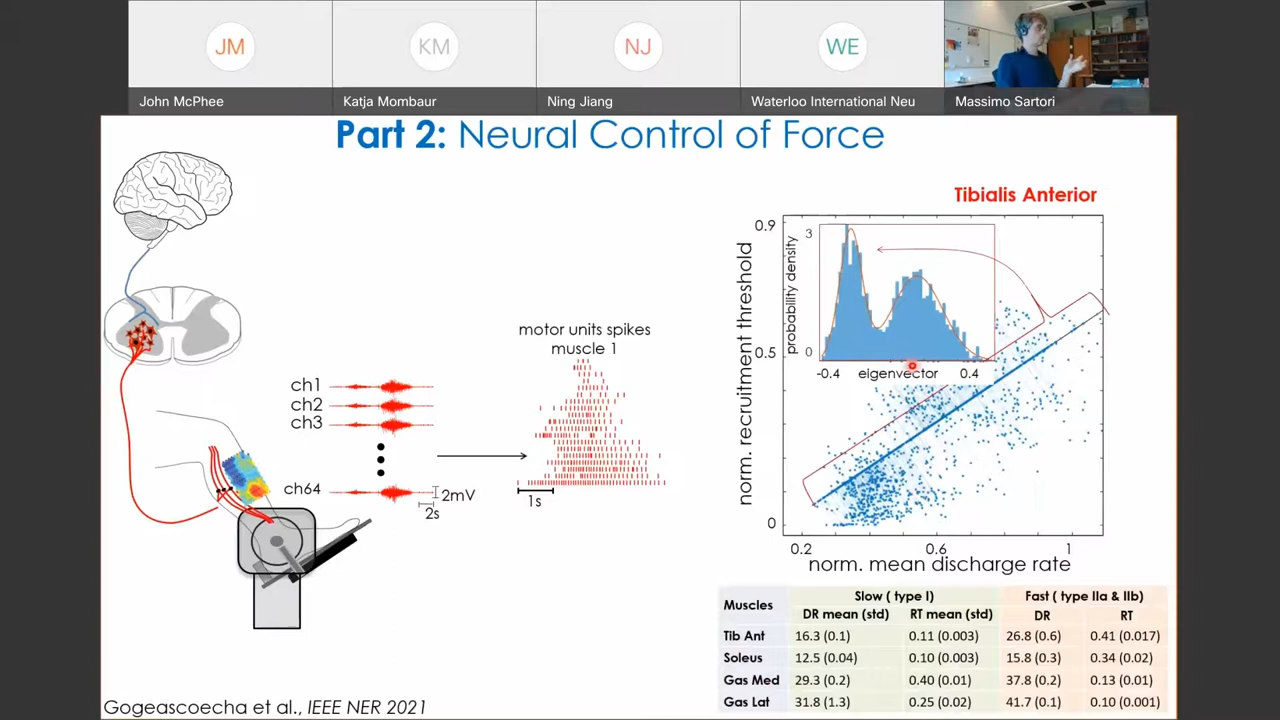 JM
KM
NJ
WE
John McPhee
Katja Mombaur
Ning Jiang
Waterloo International Neu
Massimo Sartori
Part 2: Neural Control of Force
Tibialis Anterior
motor units spikes
muscle 1
ch1
ch2
ch3
ch64
2mV
2s
1s
norm. recruitment threshold
0.9
0.5
0
probability density
3
0
-0.4
eigenvector
0.4
0.2
0.6
1
norm. mean discharge rate
Muscles
Slow ( type I)
Fast ( type IIa & IIb)
DR mean (std)
RT mean (std)
DR
RT
Tib Ant 16.3 (0.1) 0.11 (0.003) 26.8 (0.6) 0.41 (0.017)
Soleus 12.5 (0.04) 0.10 (0.003) 15.8 (0.3) 0.34 (0.02)
Gas Med 29.3 (0.2) 0.40 (0.01) 37.8 (0.2) 0.13 (0.01)
Gas Lat 31.8 (1.3) 0.25 (0.02) 41.7 (0.1) 0.10 (0.001)
Gogeascoecha et al., IEEE NER 2021